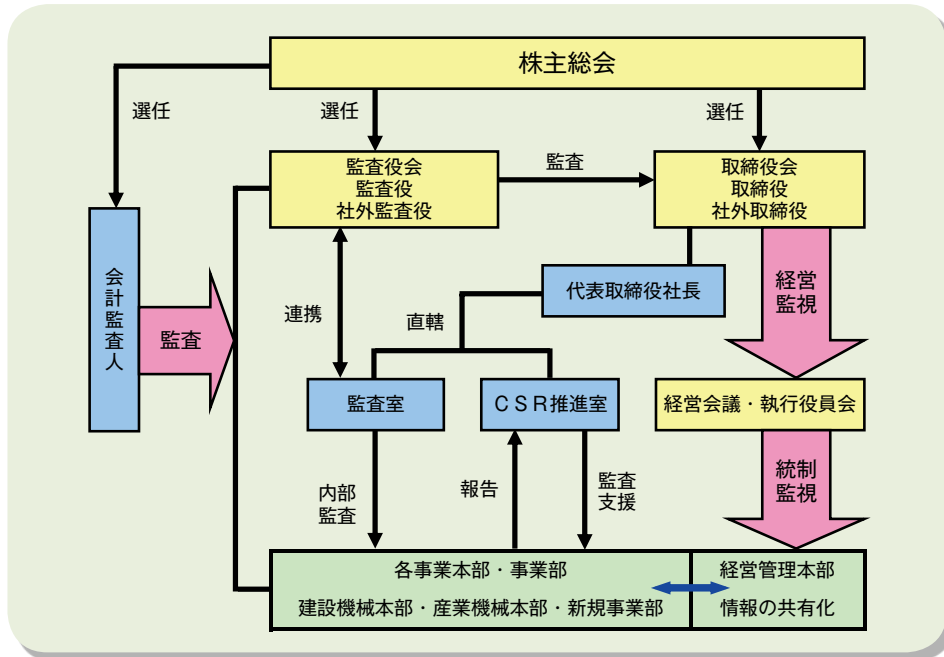 株主総会
選任
選任
選任
監査役会
監査役
社外監査役
監査
取締役会
取締役
社外取締役
会計監査人
監査
連携
直轄
代表取締役社長
経営
監視
監査室
CSR推進室
経営会議・執行役員会
内部
監査
報告
監査
支援
統制
監視
各事業本部・事業部
建設機械本部・産業機械本部・新規事業部
経営管理本部
情報の共有化